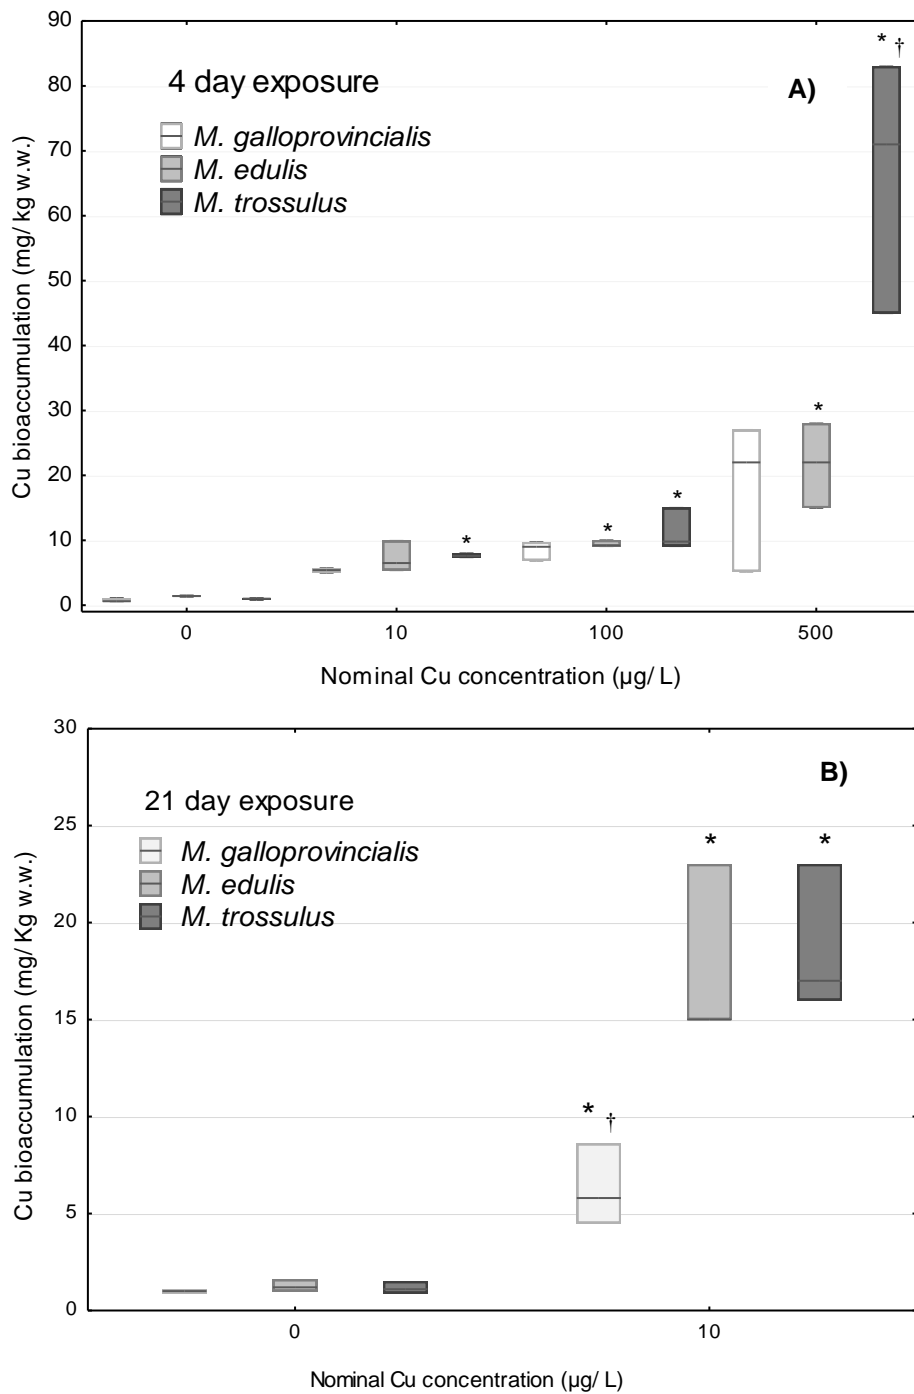 90
80
70
60
50
40
30
20
10
0
Cu bioaccumulation (mg/ kg w.w.)
4 day exposure
A)
M. galloprovincialis
M. edulis
M. trossulus
* †
*
*
*
*
0 10 100 500
Nominal Cu concentration (µg/ L)
30
25
20
15
10
5
0
Cu bioaccumulation (mg/ Kg w.w.)
B)
21 day exposure
M. galloprovincialis
M. edulis
M. trossulus
* *
* †
0 10
Nominal Cu concentration (µg/ L)